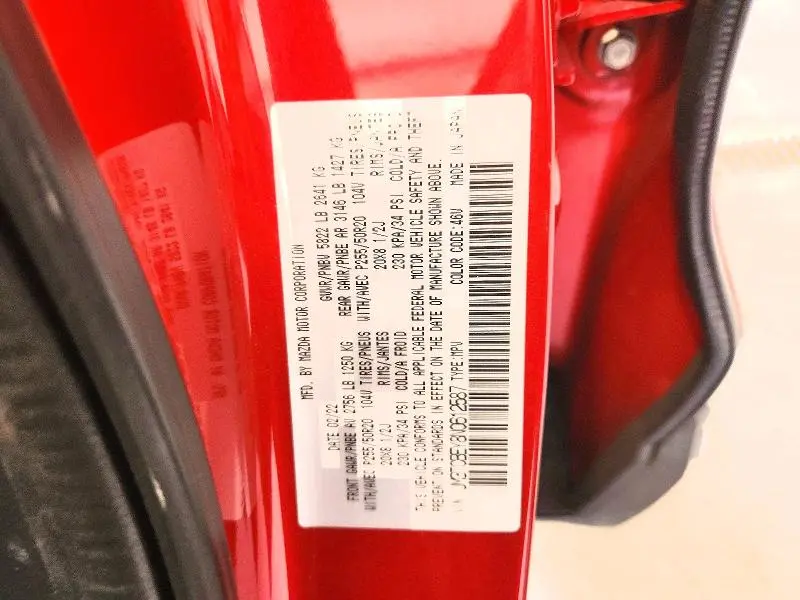 MFD. BY MAZDA MOTOR CORPORATION
DATE 02/22 GVWR/PNBV 5822 LB 2641 KG
FRONT GAWR/PNBE AV 2756 LB 1250 KG REAR GAWR/PNBE AR 3146 LB 1427 KG
WITH/AVEC P255/50R20 104V TIRES/PNEUS WITH/AVEC P255/50R20 104V TIRES/PNEUS
20X8 1/2J RIMS/JANTES 20X8 1/2J RIMS/JANTES
230 KPA/34 PSI COLD/A FROID 230 KPA/34 PSI COLD/A FROID
THIS VEHICLE CONFORMS TO ALL APPLICABLE FEDERAL MOTOR VEHICLE SAFETY AND THEFT
PREVENTION STANDARDS IN EFFECT ON THE DATE OF MANUFACTURE SHOWN ABOVE.
TYPE:MPV COLOR CODE:46V MADE IN JAPAN